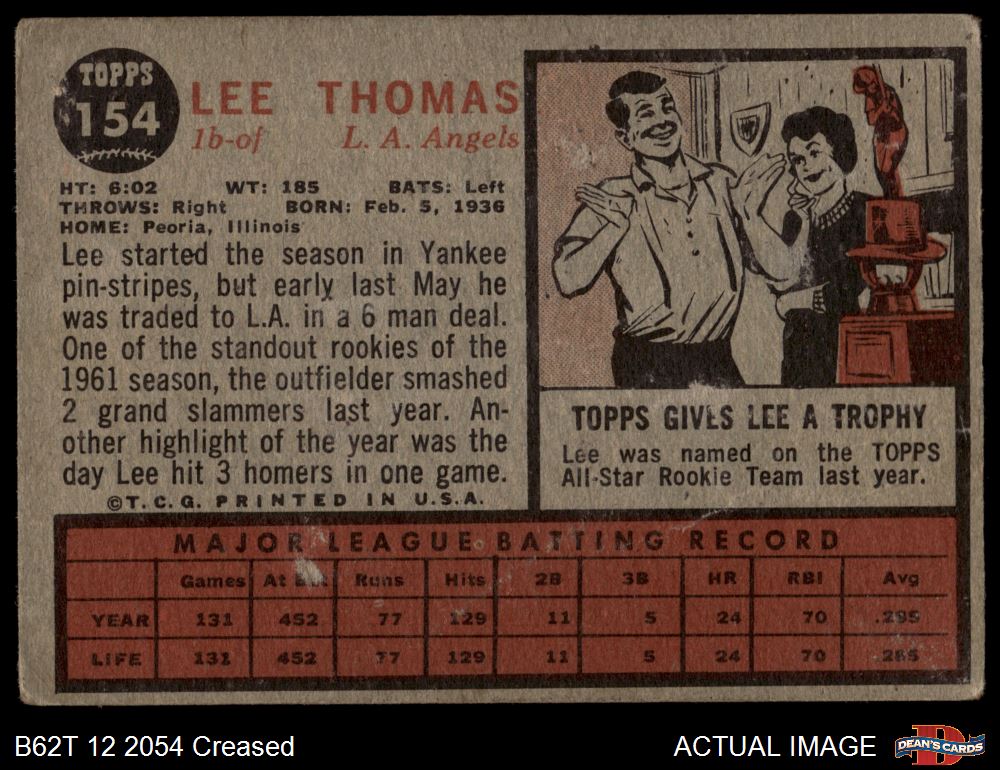 TOPPS
154
LEE THOMAS
1b-of L. A. Angels
HT: 6:02 WT: 185 BATS: Left
THROWS: Right BORN: Feb. 5, 1936
HOME: Peoria, Illinois
Lee started the season in Yankee
pin-stripes, but early last May he
was traded to L.A. in a 6 man deal.
One of the standout rookies of the
1961 season, the outfielder smashed
2 grand slammers last year. An-
other highlight of the year was the
day Lee hit 3 homers in one game.
©T.C.G. PRINTED IN U.S.A.
TOPPS GIVES LEE A TROPHY
Lee was named on the TOPPS
All-Star Rookie Team last year.
MAJOR LEAGUE BATTING RECORD
Games At Bat Runs Hits 2B 3B HR RBI Avg
YEAR 131 452 77 129 11 5 24 70 .285
LIFE 131 452 77 129 11 5 24 70 .285
B62T 12 2054 Creased
ACTUAL IMAGE
DEAN'S CARDS